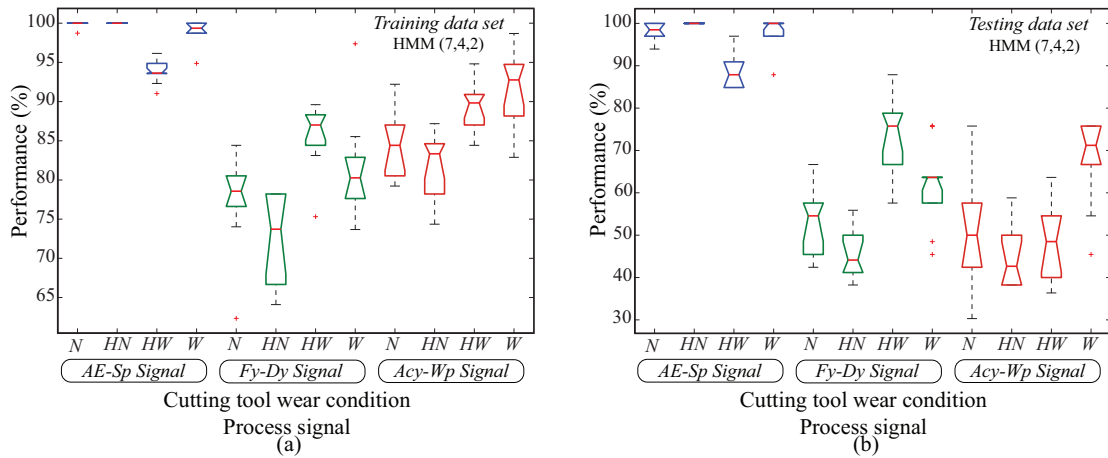 Training data set
HMM (7,4,2)
Performance (%)
100
95
90
85
80
75
70
65
N HN HW W N HN HW W N HN HW W
AE-Sp Signal Fy-Dy Signal Acy-Wp Signal
Cutting tool wear condition
Process signal
(a)
Testing data set
HMM (7,4,2)
Performance (%)
100
90
80
70
60
50
40
30
N HN HW W N HN HW W N HN HW W
AE-Sp Signal Fy-Dy Signal Acy-Wp Signal
Cutting tool wear condition
Process signal
(b)